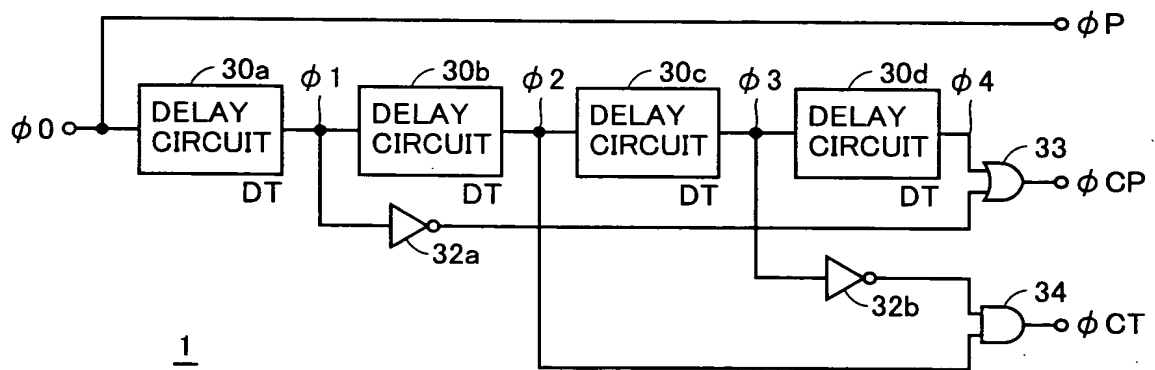 φP
30a
φ1
30b
φ2
30c
φ3
30d
φ4
φ0
DELAY
CIRCUIT
DELAY
CIRCUIT
DELAY
CIRCUIT
DELAY
CIRCUIT
33
φCP
DT
DT
DT
DT
32a
32b
34
φCT
1